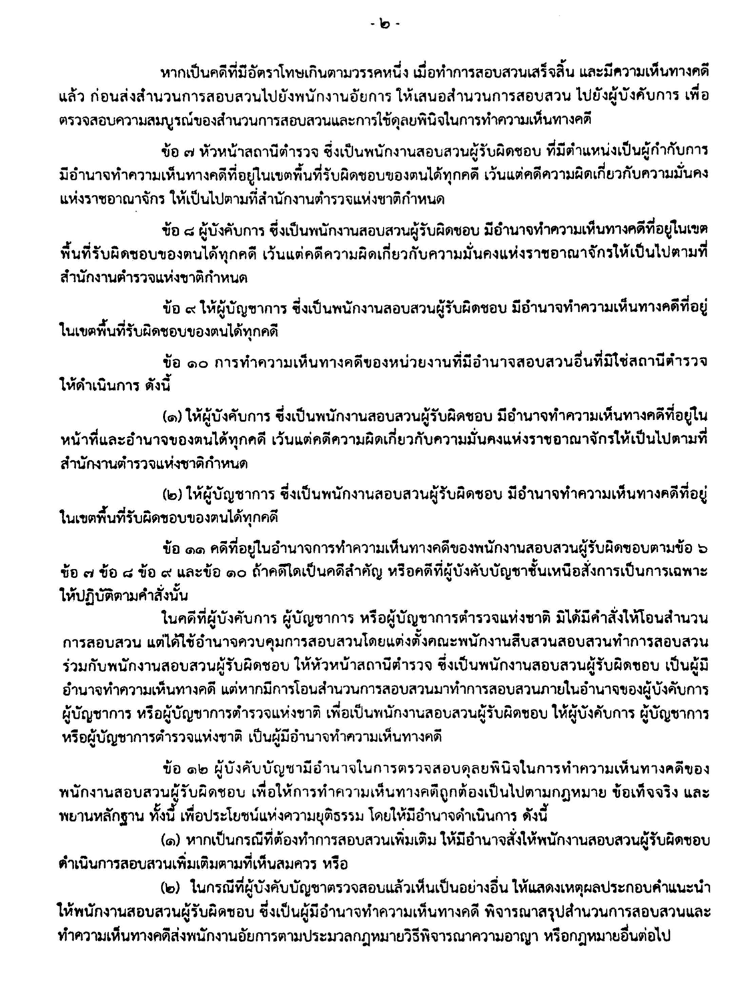 - ๒ -
หากเป็นคดีที่มีอัตราโทษเกินตามวรรคหนึ่ง เมื่อทำการสอบสวนเสร็จสิ้น และมีความเห็นทางคดี
แล้ว ก่อนส่งสำนวนการสอบสวนไปยังพนักงานอัยการ ให้เสนอสำนวนการสอบสวน ไปยังผู้บังคับการ เพื่อ
ตรวจสอบความสมบูรณ์ของสำนวนการสอบสวนและการใช้ดุลยพินิจในการทำความเห็นทางคดี
ข้อ ๗ หัวหน้าสถานีตำรวจ ซึ่งเป็นพนักงานสอบสวนผู้รับผิดชอบ ที่มีตำแหน่งเป็นผู้กำกับการ
มีอำนาจทำความเห็นทางคดีที่อยู่ในเขตพื้นที่รับผิดชอบของตนได้ทุกคดี เว้นแต่คดีความผิดเกี่ยวกับความมั่นคง
แห่งราชอาณาจักร ให้เป็นไปตามที่สำนักงานตำรวจแห่งชาติกำหนด
ข้อ ๘ ผู้บังคับการ ซึ่งเป็นพนักงานสอบสวนผู้รับผิดชอบ มีอำนาจทำความเห็นทางคดีที่อยู่ในเขต
พื้นที่รับผิดชอบของตนได้ทุกคดี เว้นแต่คดีความผิดเกี่ยวกับความมั่นคงแห่งราชอาณาจักรให้เป็นไปตามที่
สำนักงานตำรวจแห่งชาติกำหนด
ข้อ ๙ ให้ผู้บัญชาการ ซึ่งเป็นพนักงานสอบสวนผู้รับผิดชอบ มีอำนาจทำความเห็นทางคดีที่อยู่
ในเขตพื้นที่รับผิดชอบของตนได้ทุกคดี
ข้อ ๑๐ การทำความเห็นทางคดีของหน่วยงานที่มีอำนาจสอบสวนอื่นที่มิใช่สถานีตำรวจ
ให้ดำเนินการ ดังนี้
(๑) ให้ผู้บังคับการ ซึ่งเป็นพนักงานสอบสวนผู้รับผิดชอบ มีอำนาจทำความเห็นทางคดีที่อยู่ใน
หน้าที่และอำนาจของตนได้ทุกคดี เว้นแต่คดีความผิดเกี่ยวกับความมั่นคงแห่งราชอาณาจักรให้เป็นไปตามที่
สำนักงานตำรวจแห่งชาติกำหนด
(๒) ให้ผู้บัญชาการ ซึ่งเป็นพนักงานสอบสวนผู้รับผิดชอบ มีอำนาจทำความเห็นทางคดีที่อยู่
ในเขตพื้นที่รับผิดชอบของตนได้ทุกคดี
ข้อ ๑๑ คดีที่อยู่ในอำนาจการทำความเห็นทางคดีของพนักงานสอบสวนผู้รับผิดชอบตามข้อ ๖
ข้อ ๗ ข้อ ๘ ข้อ ๙ และข้อ ๑๐ ถ้าคดีใดเป็นคดีสำคัญ หรือคดีที่ผู้บังคับบัญชาชั้นเหนือสั่งการเป็นการเฉพาะ
ให้ปฏิบัติตามคำสั่งนั้น
ในคดีที่ผู้บังคับการ ผู้บัญชาการ หรือผู้บัญชาการตำรวจแห่งชาติ มิได้มีคำสั่งให้โอนสำนวน
การสอบสวน แต่ได้ใช้อำนาจควบคุมการสอบสวนโดยแต่งตั้งคณะพนักงานสืบสวนสอบสวนทำการสอบสวน
ร่วมกับพนักงานสอบสวนผู้รับผิดชอบ ให้หัวหน้าสถานีตำรวจ ซึ่งเป็นพนักงานสอบสวนผู้รับผิดชอบ เป็นผู้มี
อำนาจทำความเห็นทางคดี แต่หากมีการโอนสำนวนการสอบสวนมาทำการสอบสวนภายในอำนาจของผู้บังคับการ
ผู้บัญชาการ หรือผู้บัญชาการตำรวจแห่งชาติ เพื่อเป็นพนักงานสอบสวนผู้รับผิดชอบ ให้ผู้บังคับการ ผู้บัญชาการ
หรือผู้บัญชาการตำรวจแห่งชาติ เป็นผู้มีอำนาจทำความเห็นทางคดี
ข้อ ๑๒ ผู้บังคับบัญชามีอำนาจในการตรวจสอบดุลยพินิจในการทำความเห็นทางคดีของ
พนักงานสอบสวนผู้รับผิดชอบ เพื่อให้การทำความเห็นทางคดีถูกต้องเป็นไปตามกฎหมาย ข้อเท็จจริง และ
พยานหลักฐาน ทั้งนี้ เพื่อประโยชน์แห่งความยุติธรรม โดยให้มีอำนาจดำเนินการ ดังนี้
(๑) หากเป็นกรณีที่ต้องทำการสอบสวนเพิ่มเติม ให้มีอำนาจสั่งให้พนักงานสอบสวนผู้รับผิดชอบ
ดำเนินการสอบสวนเพิ่มเติมตามที่เห็นสมควร หรือ
(๒) ในกรณีที่ผู้บังคับบัญชาตรวจสอบแล้วเห็นเป็นอย่างอื่น ให้แสดงเหตุผลประกอบคำแนะนำ
ให้พนักงานสอบสวนผู้รับผิดชอบ ซึ่งเป็นผู้มีอำนาจทำความเห็นทางคดี พิจารณาสรุปสำนวนการสอบสวนและ
ทำความเห็นทางคดีส่งพนักงานอัยการตามประมวลกฎหมายวิธีพิจารณาความอาญา หรือกฎหมายอื่นต่อไป